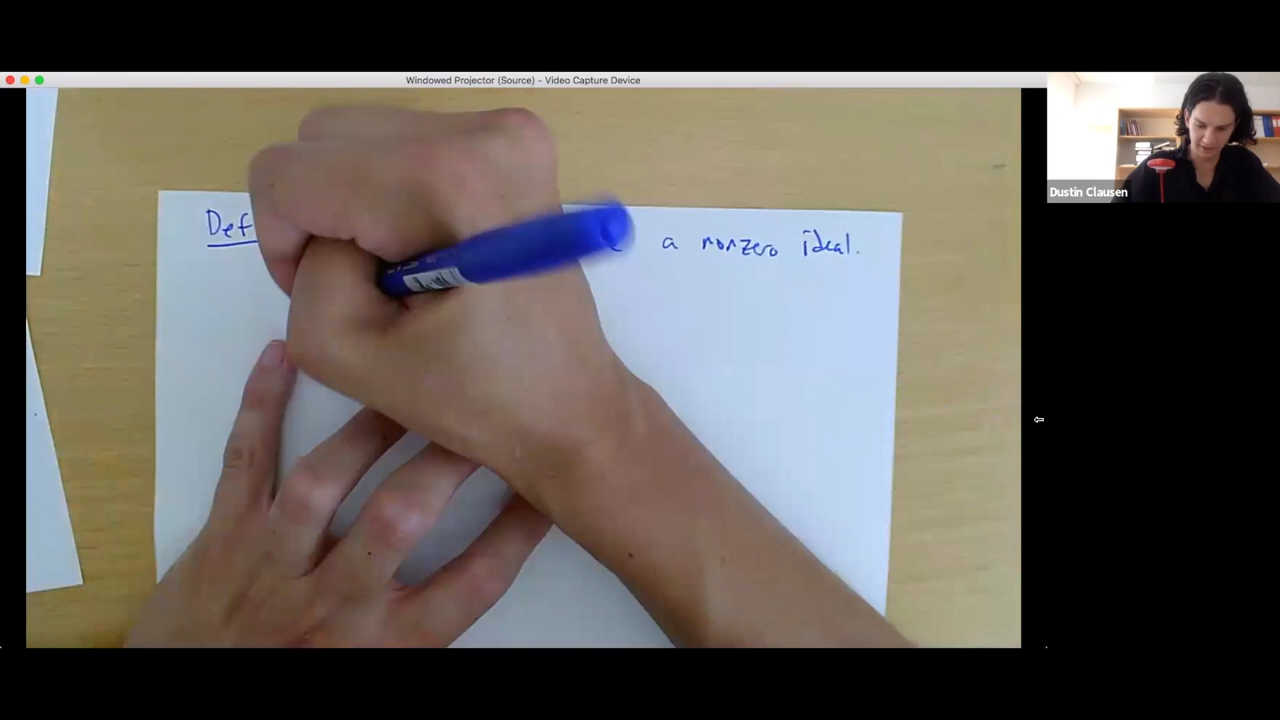 Windowed Projector (Source) - Video Capture Device
Dustin Clausen
Def a nonzero ideal.